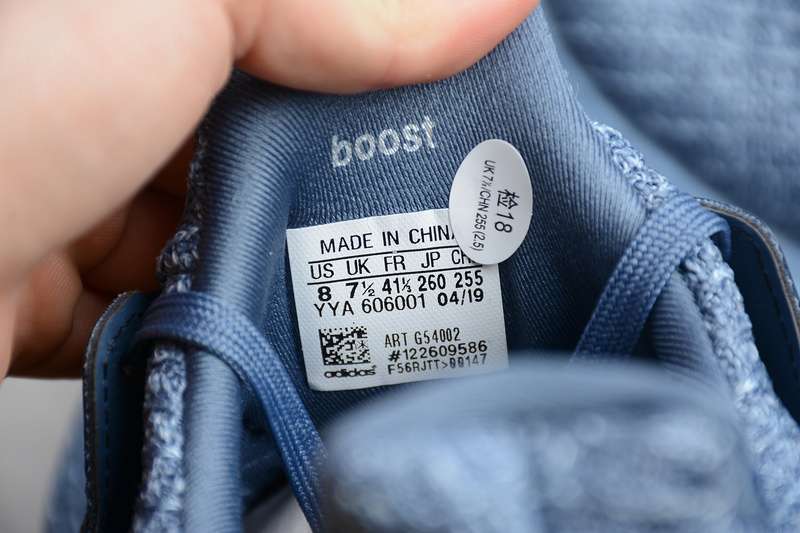 boost
检18
UK 7½/CHN 255 (2.5)
MADE IN CHINA
US UK FR JP CH
8 7½ 41⅓ 260 255
YYA 606001 04/19
ART G54002
#122609586
F56RJTT>00147
adidas